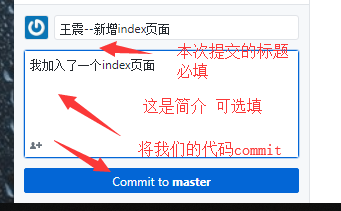 王震--新增index页面
本次提交的标题
必填
我加入了一个index页面
这是简介 可选填
将我们的代码commit
Commit to master